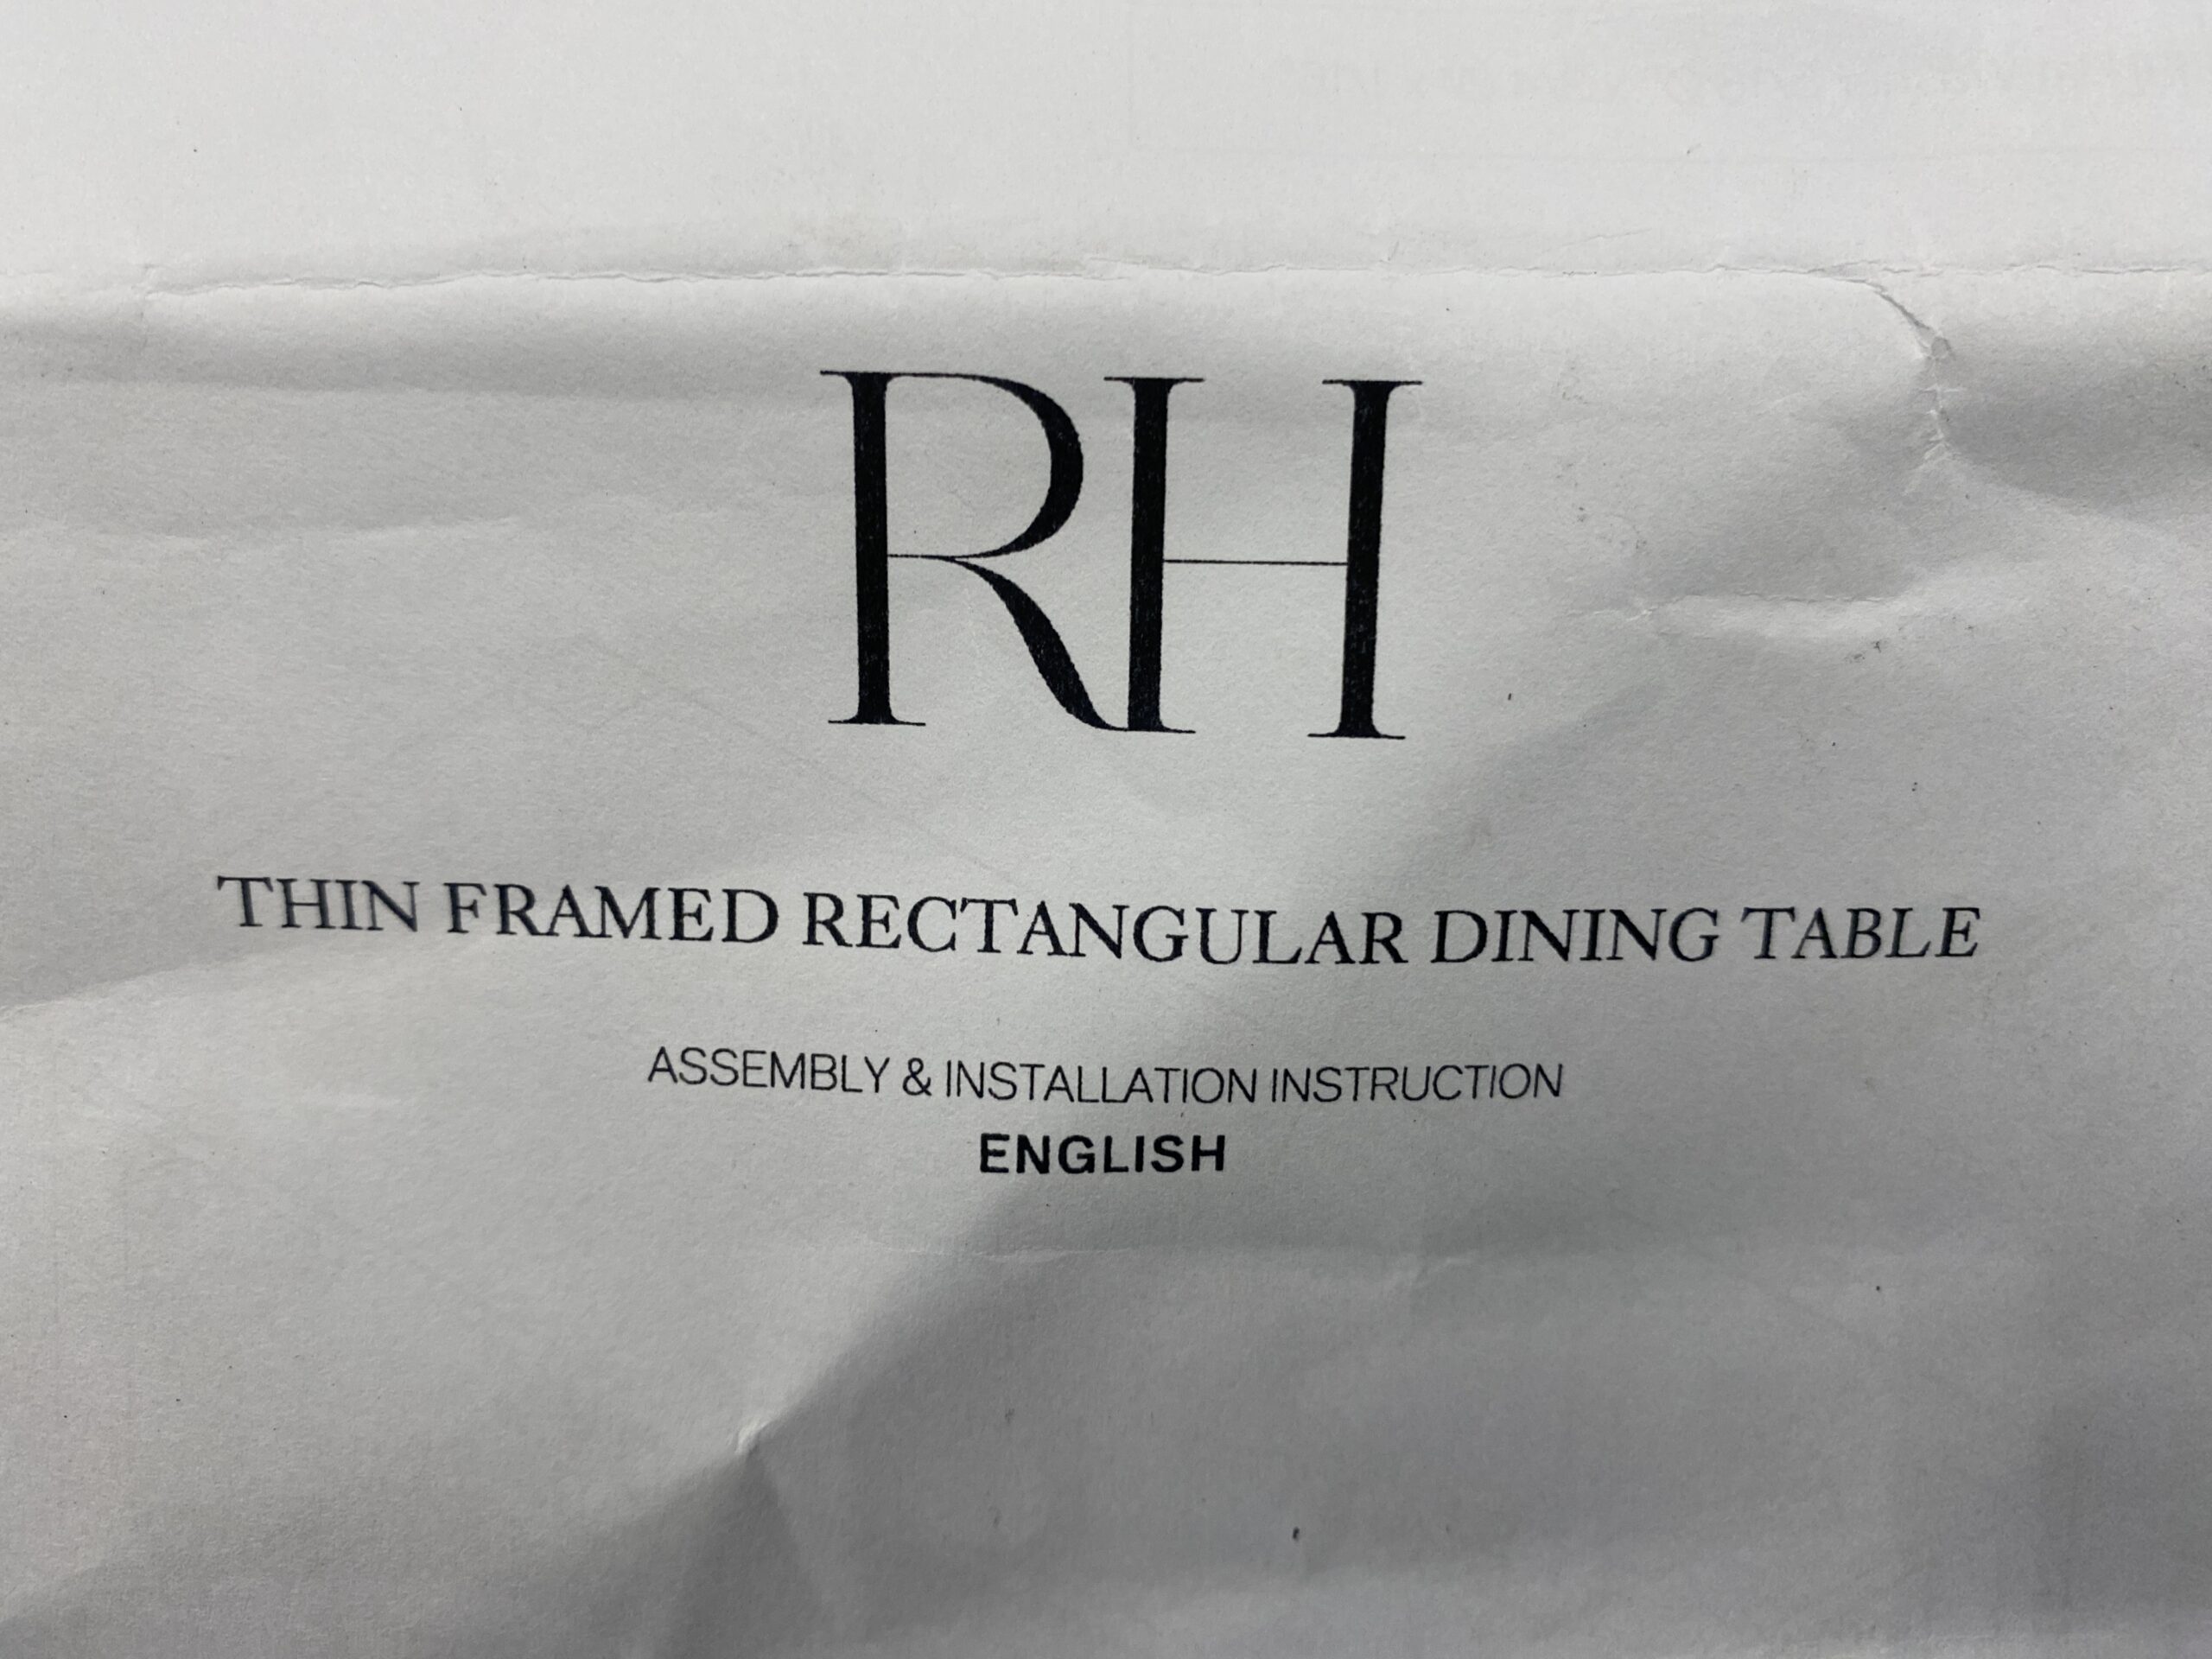 RH
THIN FRAMED RECTANGULAR DINING TABLE
ASSEMBLY & INSTALLATION INSTRUCTION
ENGLISH